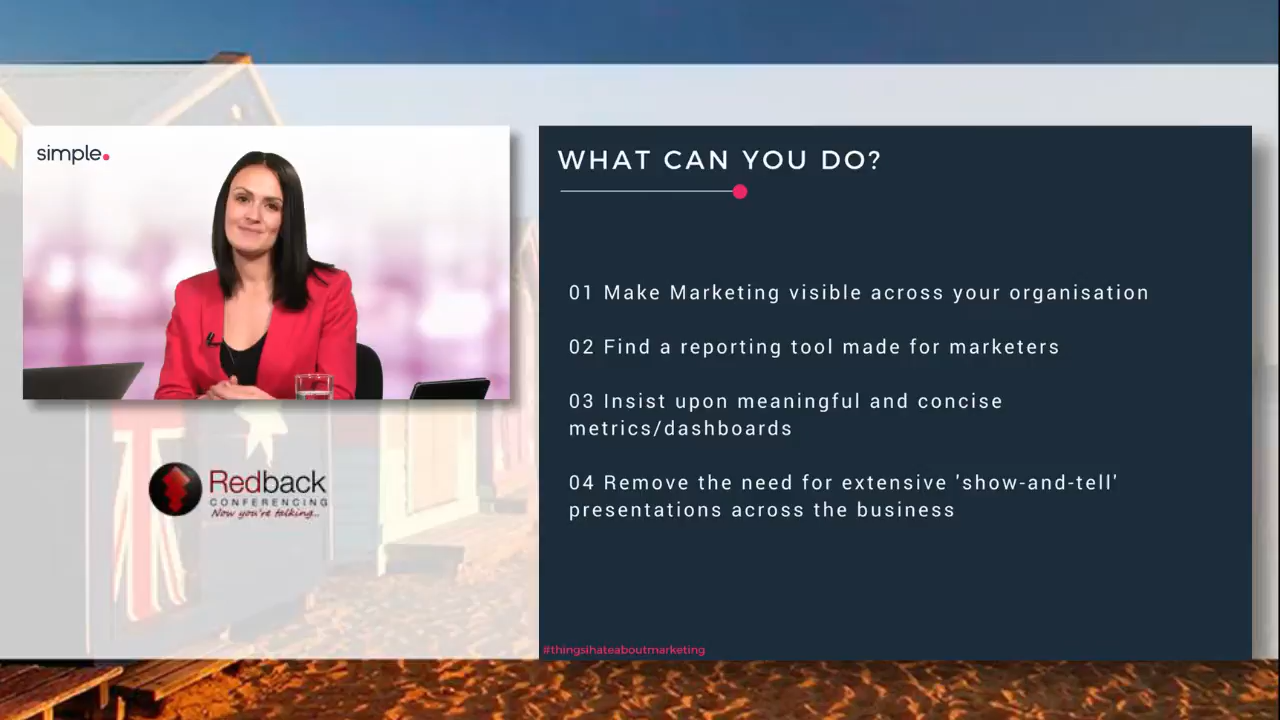 simple.
WHAT CAN YOU DO?
01 Make Marketing visible across your organisation
02 Find a reporting tool made for marketers
03 Insist upon meaningful and concise
metrics/dashboards
04 Remove the need for extensive 'show-and-tell'
presentations across the business
Redback
CONFERENCING
Now you're talking...
#thingsihateaboutmarketing